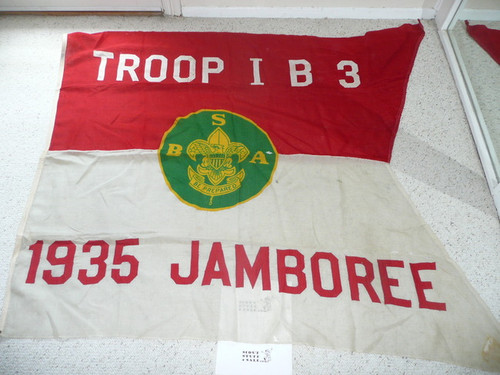 TROOP I B 3
S
B A
BE PREPARED
1935 JAMBOREE